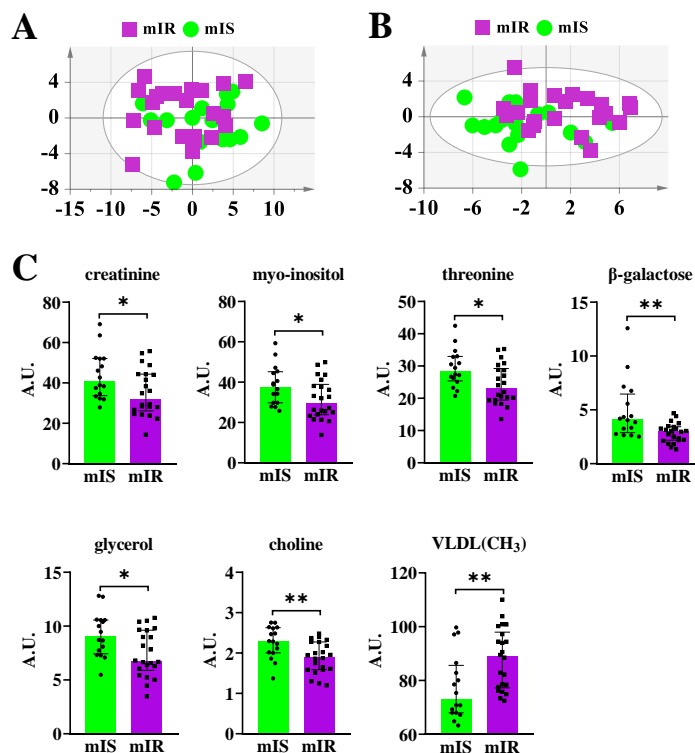 A
mIR mIS
4
0
-4
-8
-15 -10 -5 0 5 10
B
mIR mIS
4
0
-4
-8
-10 -6 -2 2 6
C
creatinine
A.U.
80
60
40
20
0
*
mIS mIR
myo-inositol
80
60
40
20
0
*
mIS mIR
threonine
A.U.
50
40
30
20
10
0
*
mIS mIR
β-galactose
A.U.
15
10
5
0
**
mIS mIR
glycerol
A.U.
15
10
5
0
*
mIS mIR
choline
A.U.
4
3
2
1
0
**
mIS mIR
VLDL(CH₃)
A.U.
120
100
80
60
**
mIS mIR